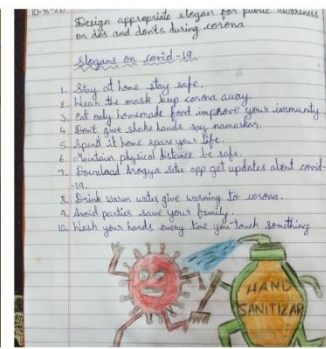 Design appropriate slogan for public awareness
on dos and donts during corona
Slogans on covid-19.
1. Stay at home stay safe.
2. Wear the mask keep corona away.
3. Eat only homemade food improve your immunity
4. Dont give shake hands say namaskar.
5. Spend it home spare your life.
6. Maintain physical distance be safe.
7. Download Arogya setu app get updates about covid-
19.
8. Drink warm water give warning to corona.
9. Avoid parties save your family.
10. Wash your hands every time you touch something
HAND
SANITIZAR